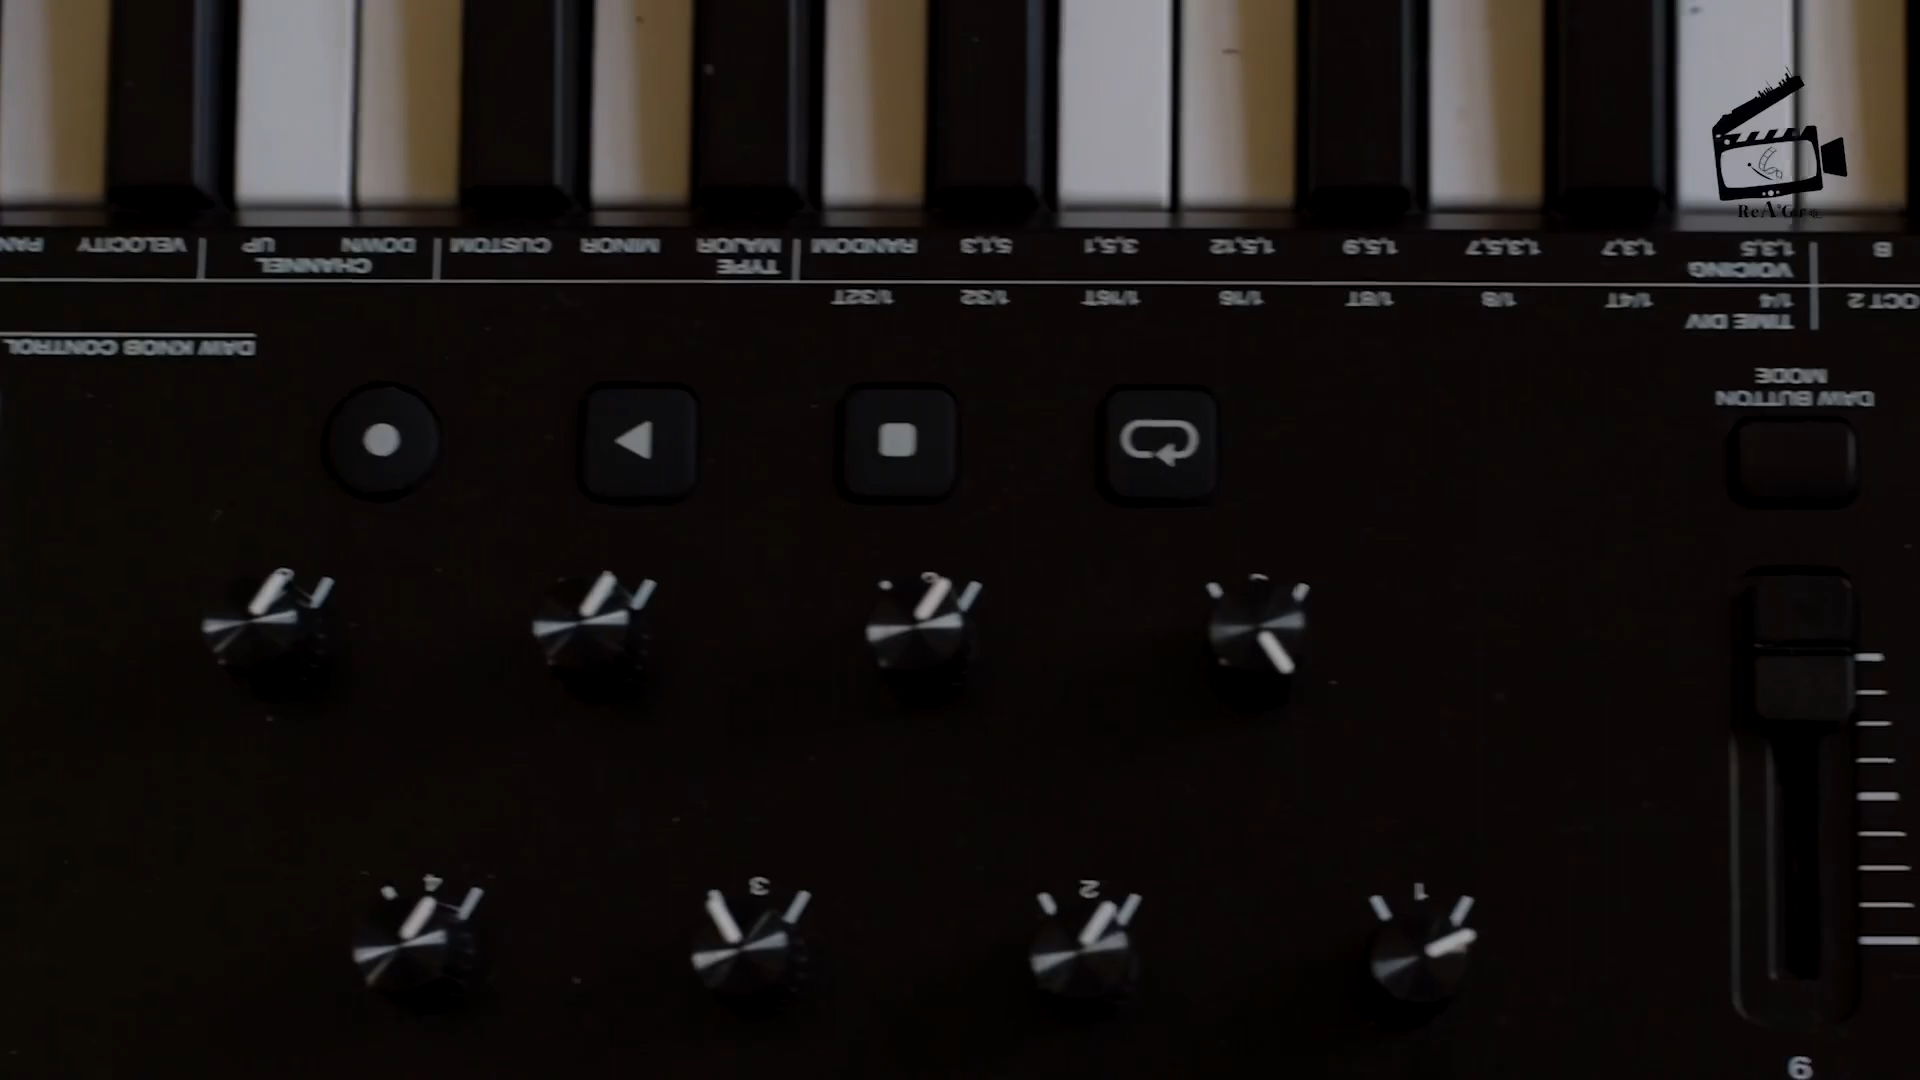 PAN VELOCITY UP DOWN CUSTOM MINOR MAJOR RANDOM 5,1,3 3,5,1 1,5,12 1,5,9 1,3,5,7 1,3,7 1,3,5 B
CHANNEL TYPE VOICING
1/32T 1/32 1/16T 1/16 1/8T 1/8 1/4T 1/4 OCT 2
TIME DIV
DAW KNOB CONTROL
DAW BUTTON
MODE
4 3 2 1
9